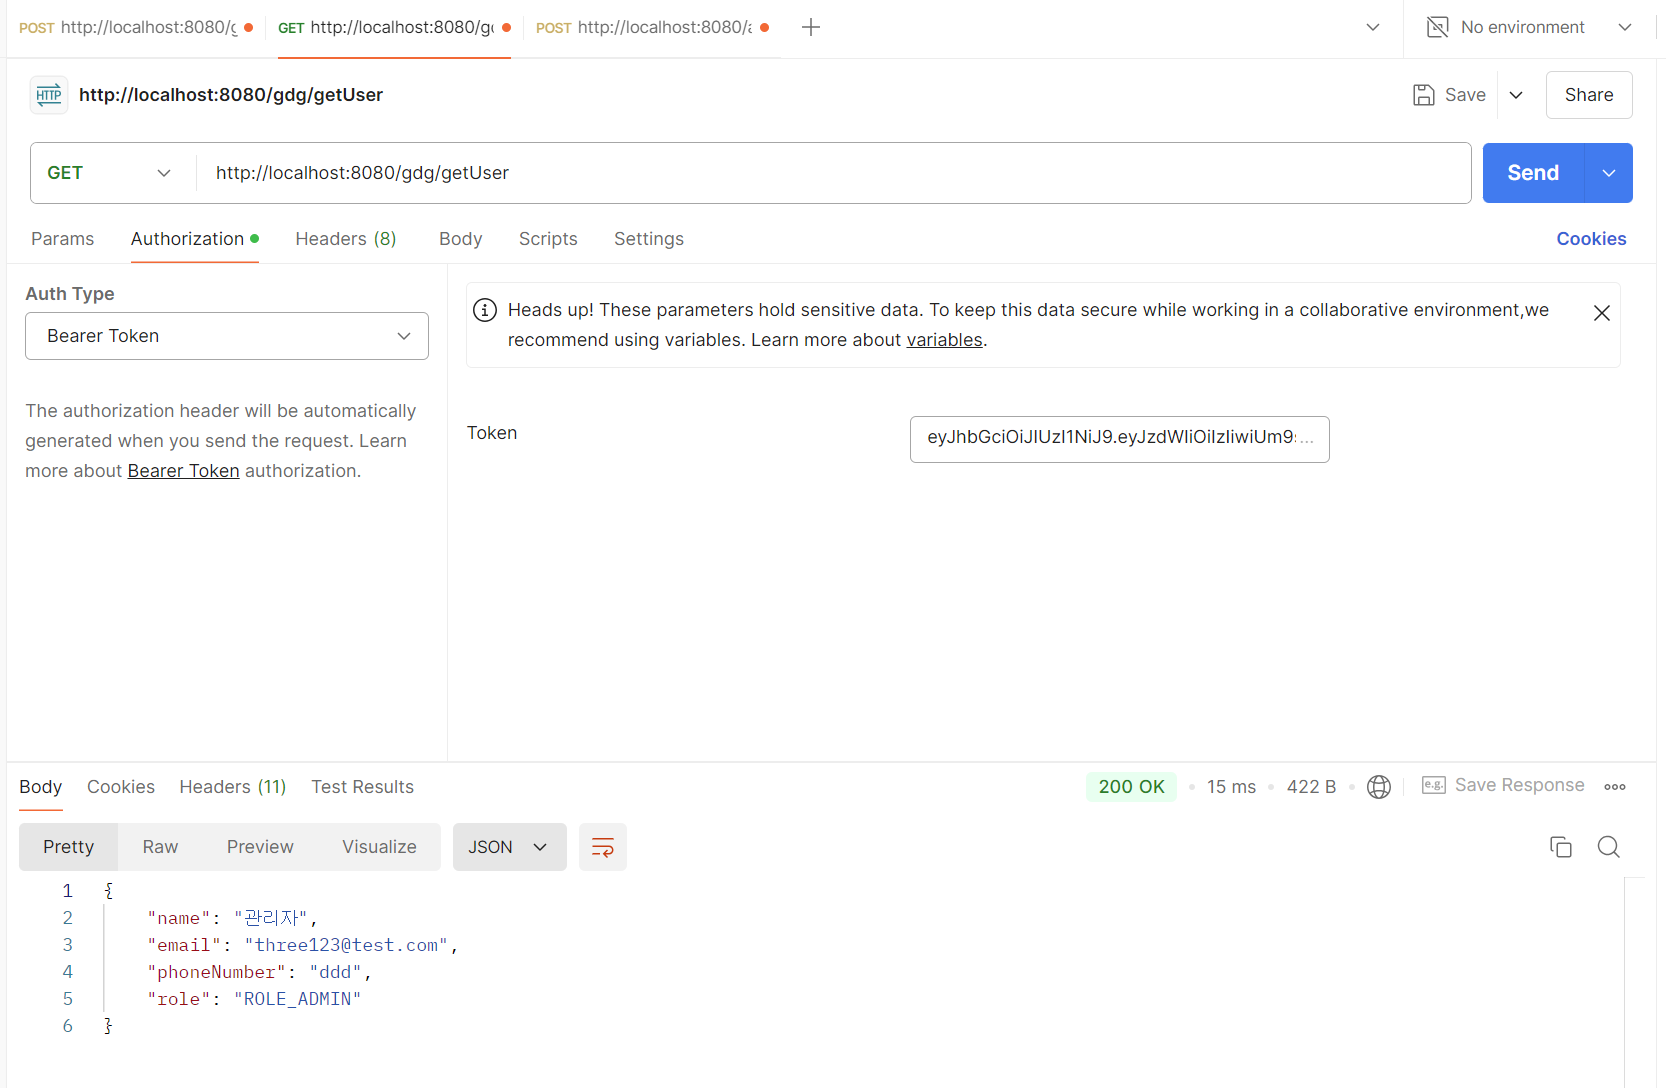 POST http://localhost:8080/g
GET http://localhost:8080/g
POST http://localhost:8080/
No environment
HTTP http://localhost:8080/gdg/getUser
Save
Share
GET http://localhost:8080/gdg/getUser
Send
Params Authorization Headers (8) Body Scripts Settings
Cookies
Auth Type
Bearer Token
The authorization header will be automatically
generated when you send the request. Learn
more about Bearer Token authorization.
Heads up! These parameters hold sensitive data. To keep this data secure while working in a collaborative environment,we
recommend using variables. Learn more about variables.
Token
eyJhbGciOiJIUzI1NiJ9.eyJzdWIiOiIzIiwiUm9...
Body Cookies Headers (11) Test Results
200 OK • 15 ms • 422 B •
e.g. Save Response
Pretty Raw Preview Visualize JSON
1 {
2 "name": "관리자",
3 "email": "three123@test.com",
4 "phoneNumber": "ddd",
5 "role": "ROLE_ADMIN"
6 }